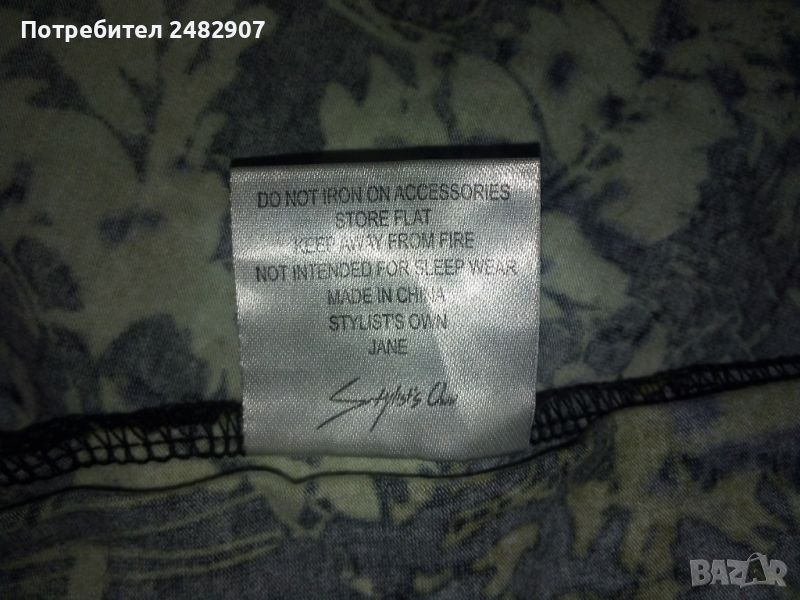 Потребител 2482907
DO NOT IRON ON ACCESSORIES
STORE FLAT
KEEP AWAY FROM FIRE
NOT INTENDED FOR SLEEP WEAR
MADE IN CHINA
STYLIST'S OWN
JANE
Stylist's Own
BAZAR